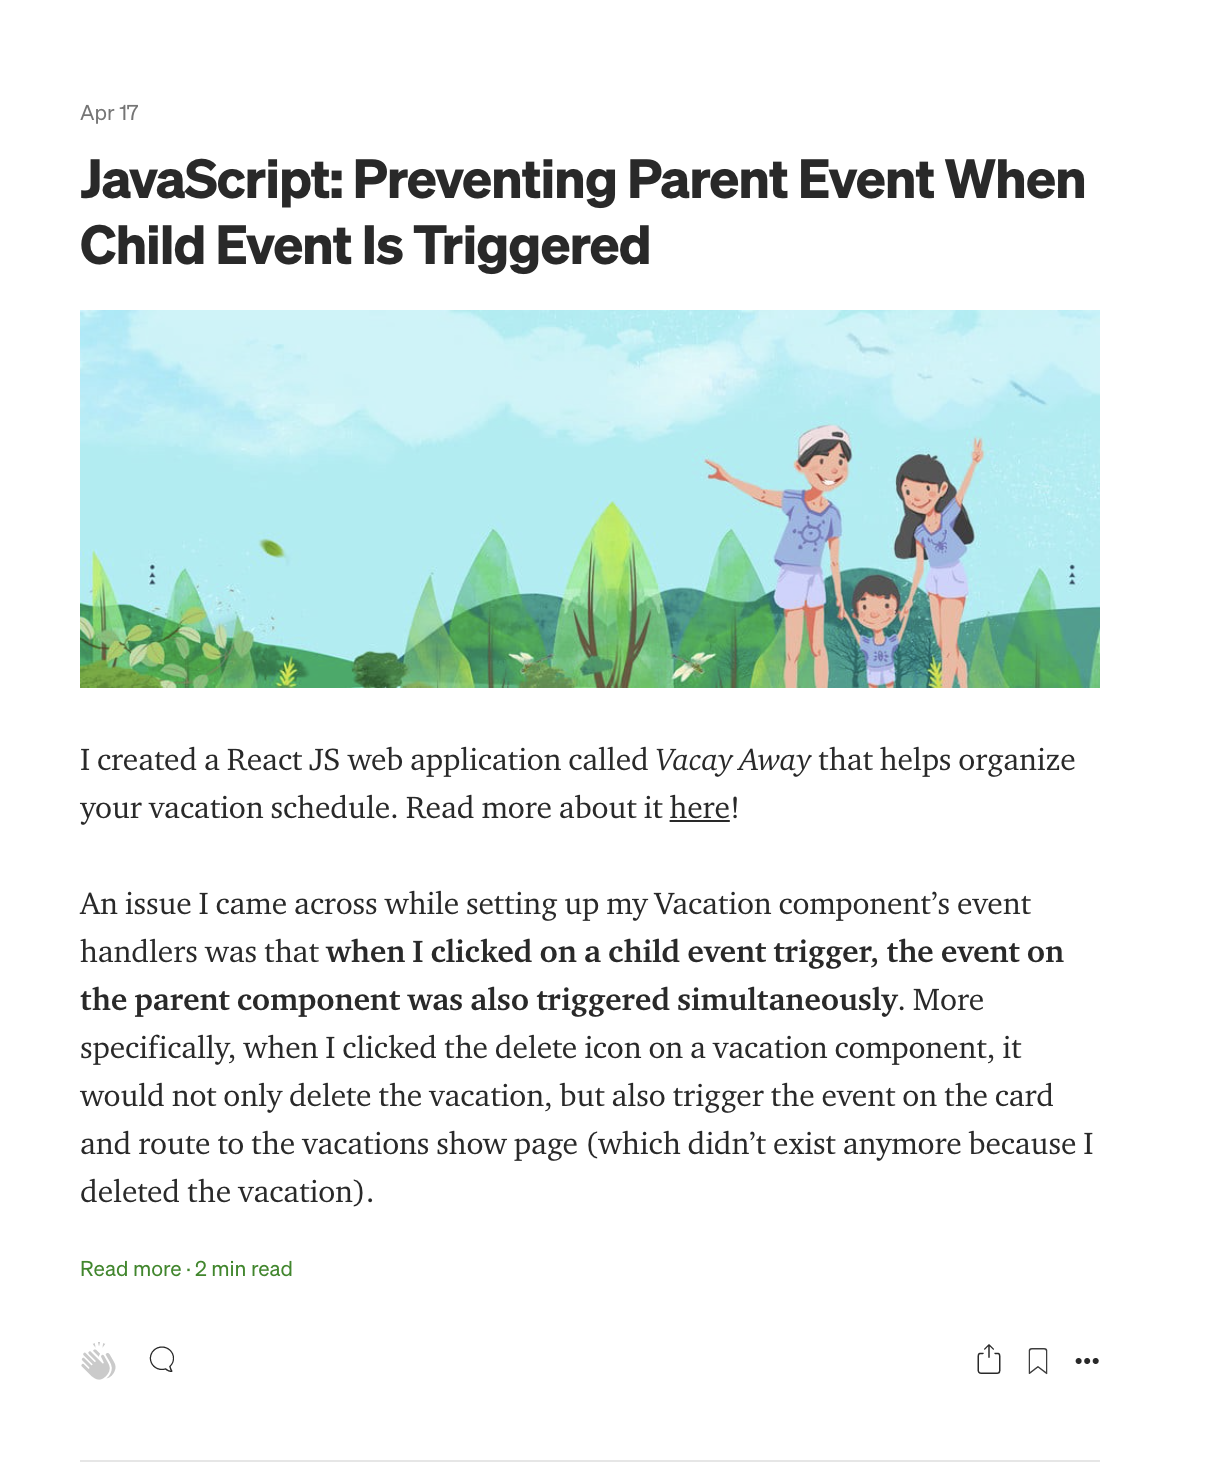 Apr 17
JavaScript: Preventing Parent Event When
Child Event Is Triggered
I created a React JS web application called Vacay Away that helps organize
your vacation schedule. Read more about it here!
An issue I came across while setting up my Vacation component’s event
handlers was that when I clicked on a child event trigger, the event on
the parent component was also triggered simultaneously. More
specifically, when I clicked the delete icon on a vacation component, it
would not only delete the vacation, but also trigger the event on the card
and route to the vacations show page (which didn’t exist anymore because I
deleted the vacation).
Read more · 2 min read